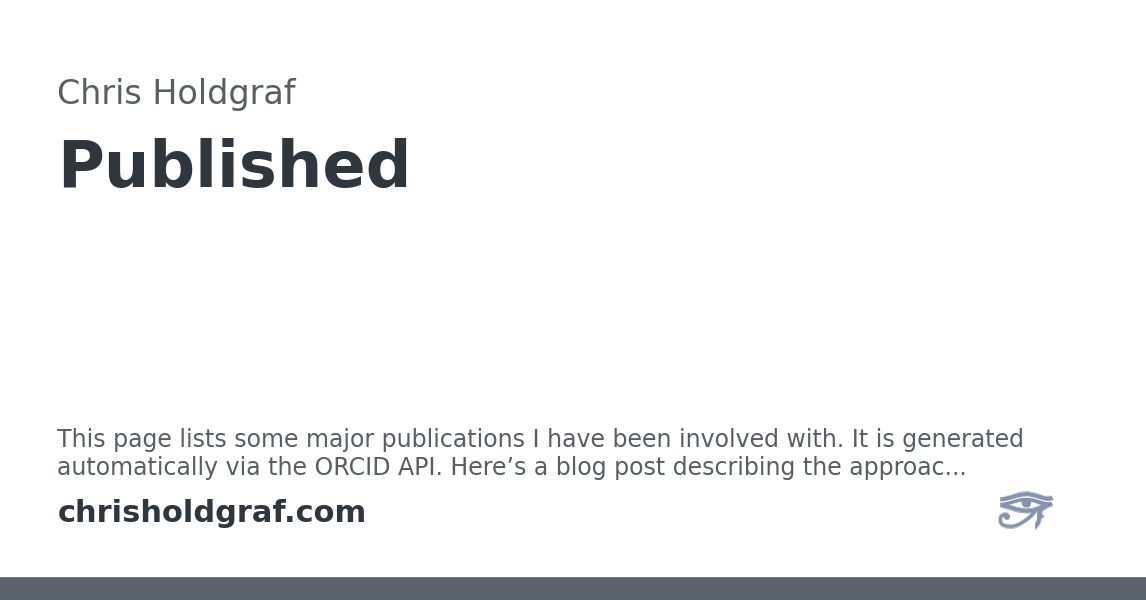 Chris Holdgraf
Published
This page lists some major publications I have been involved with. It is generated
automatically via the ORCID API. Here’s a blog post describing the approac...
chrisholdgraf.com